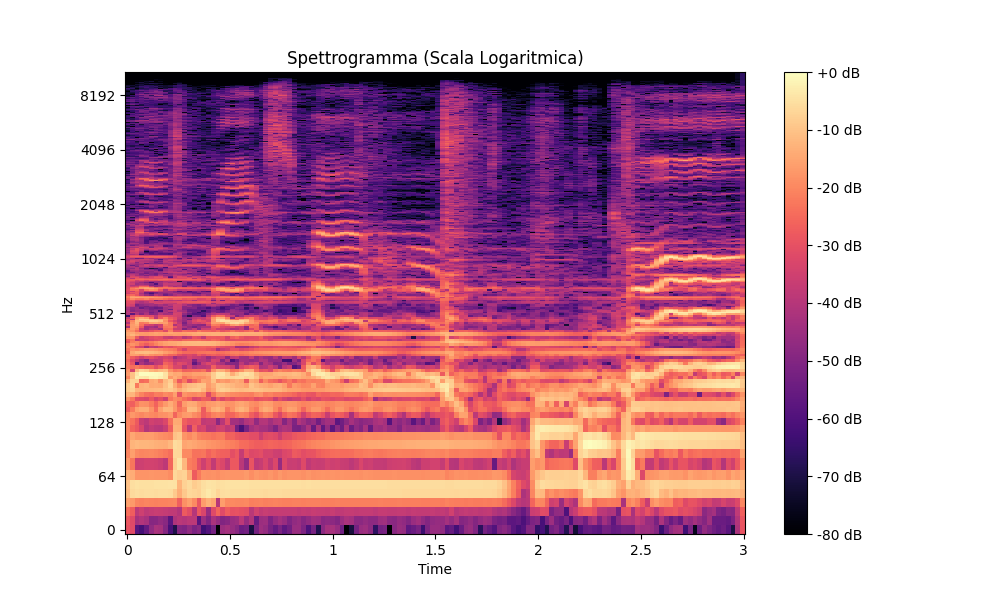 Spettrogramma (Scala Logaritmica)
+0 dB
8192
-10 dB
4096
-20 dB
2048
-30 dB
1024
Hz
-40 dB
512
-50 dB
256
-60 dB
128
-70 dB
64
0
-80 dB
0 0.5 1 1.5 2 2.5 3
Time